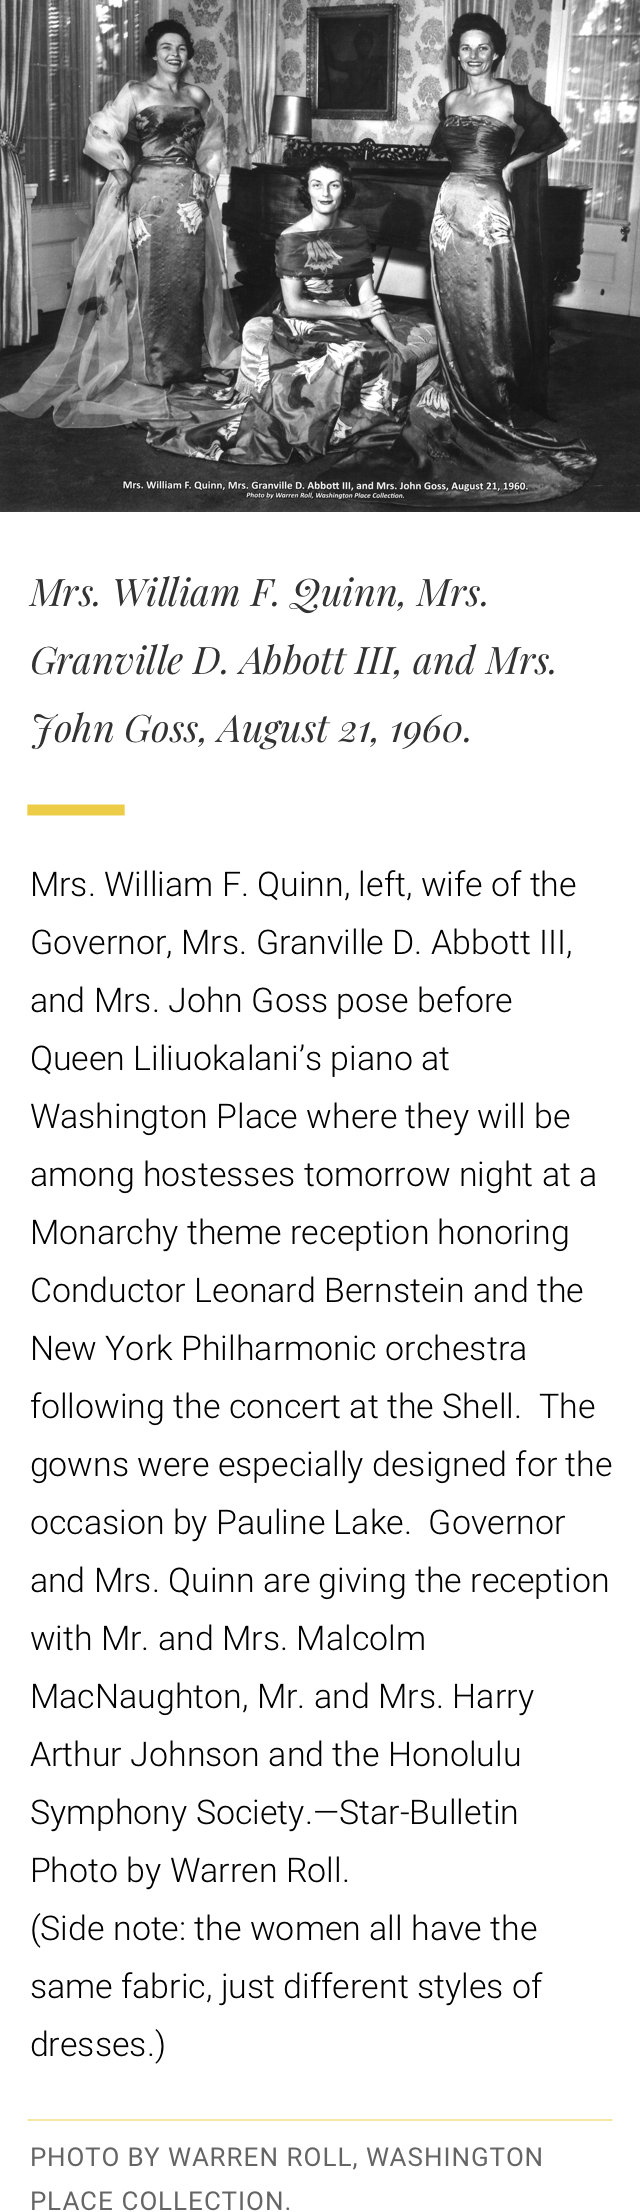 Mrs. William F. Quinn, Mrs. Granville D. Abbott III, and Mrs. John Goss, August 21, 1960.
Photo by Warren Roll, Washington Place Collection.
Mrs. William F. Quinn, Mrs.
Granville D. Abbott III, and Mrs.
John Goss, August 21, 1960.
Mrs. William F. Quinn, left, wife of the
Governor, Mrs. Granville D. Abbott III,
and Mrs. John Goss pose before
Queen Liliuokalani’s piano at
Washington Place where they will be
among hostesses tomorrow night at a
Monarchy theme reception honoring
Conductor Leonard Bernstein and the
New York Philharmonic orchestra
following the concert at the Shell.  The
gowns were especially designed for the
occasion by Pauline Lake.  Governor
and Mrs. Quinn are giving the reception
with Mr. and Mrs. Malcolm
MacNaughton, Mr. and Mrs. Harry
Arthur Johnson and the Honolulu
Symphony Society.—Star-Bulletin
Photo by Warren Roll.
(Side note: the women all have the
same fabric, just different styles of
dresses.)
PHOTO BY WARREN ROLL, WASHINGTON
PLACE COLLECTION.